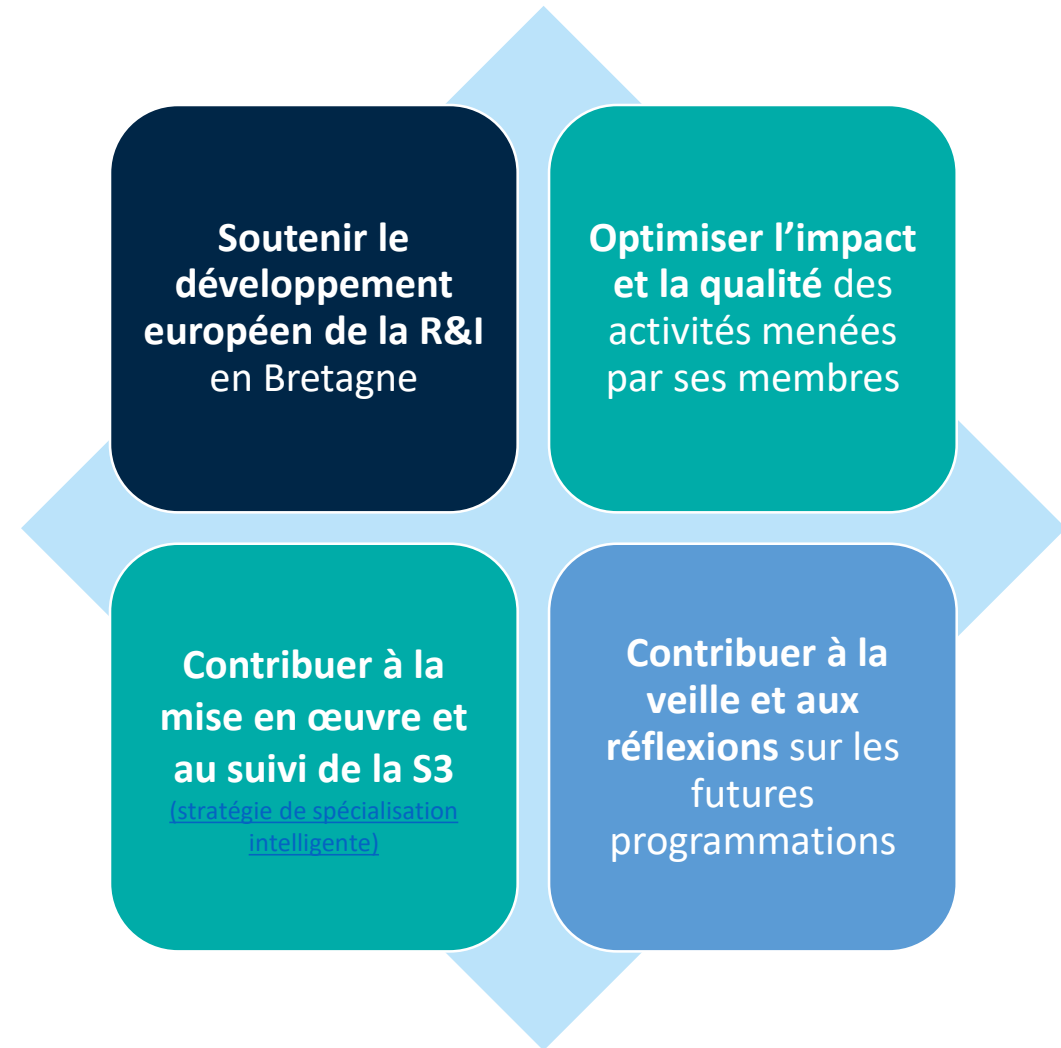 Soutenir le
développement
européen de la R&I
en Bretagne
Optimiser l’impact
et la qualité des
activités menées
par ses membres
Contribuer à la
mise en œuvre et
au suivi de la S3
(stratégie de spécialisation
intelligente)
Contribuer à la
veille et aux
réflexions sur les
futures
programmations